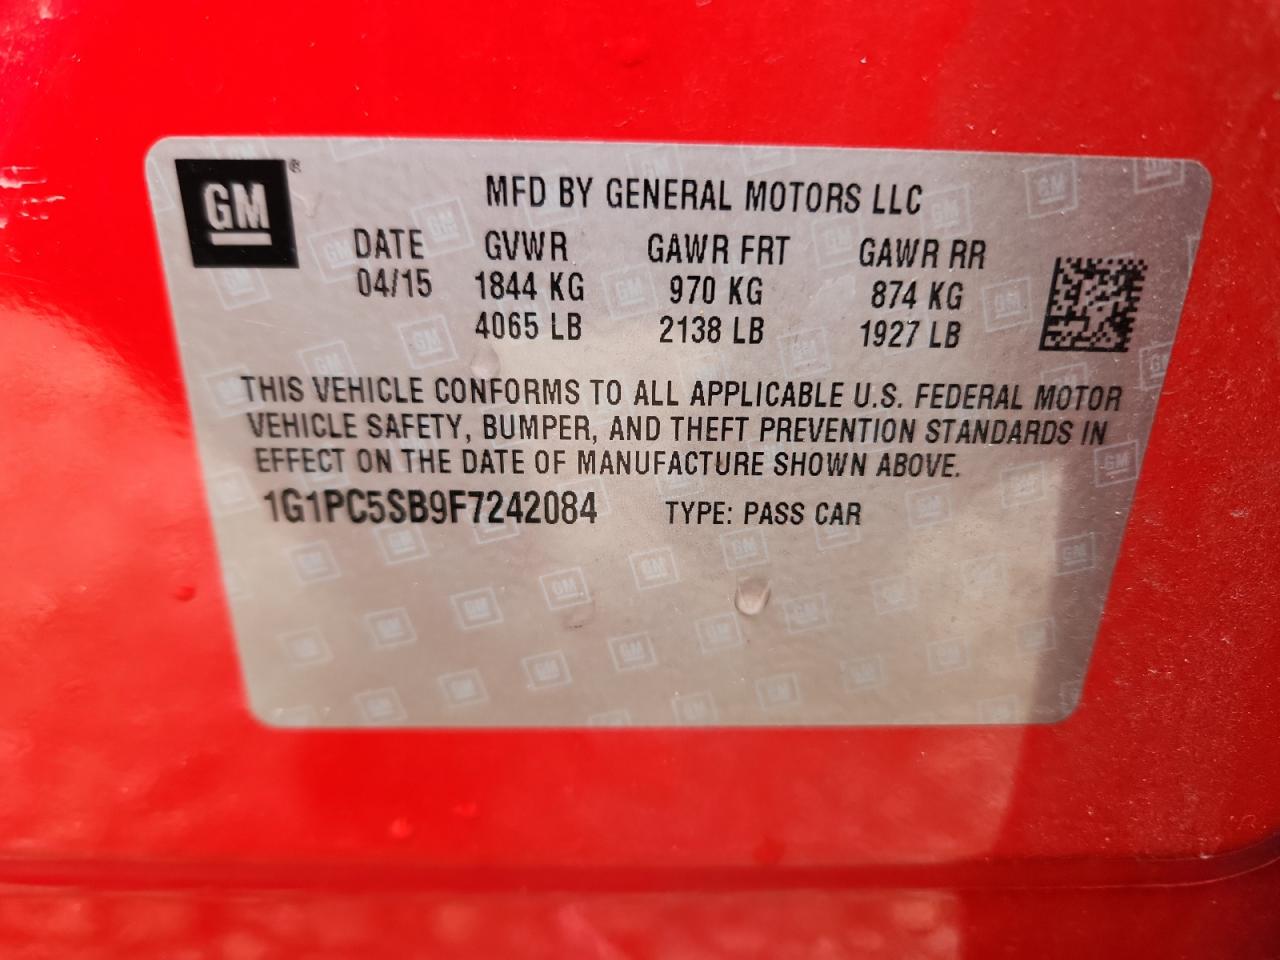 GM®
MFD BY GENERAL MOTORS LLC
DATE GVWR GAWR FRT GAWR RR
04/15 1844 KG 970 KG 874 KG
4065 LB 2138 LB 1927 LB
THIS VEHICLE CONFORMS TO ALL APPLICABLE U.S. FEDERAL MOTOR
VEHICLE SAFETY, BUMPER, AND THEFT PREVENTION STANDARDS IN
EFFECT ON THE DATE OF MANUFACTURE SHOWN ABOVE.
1G1PC5SB9F7242084 TYPE: PASS CAR